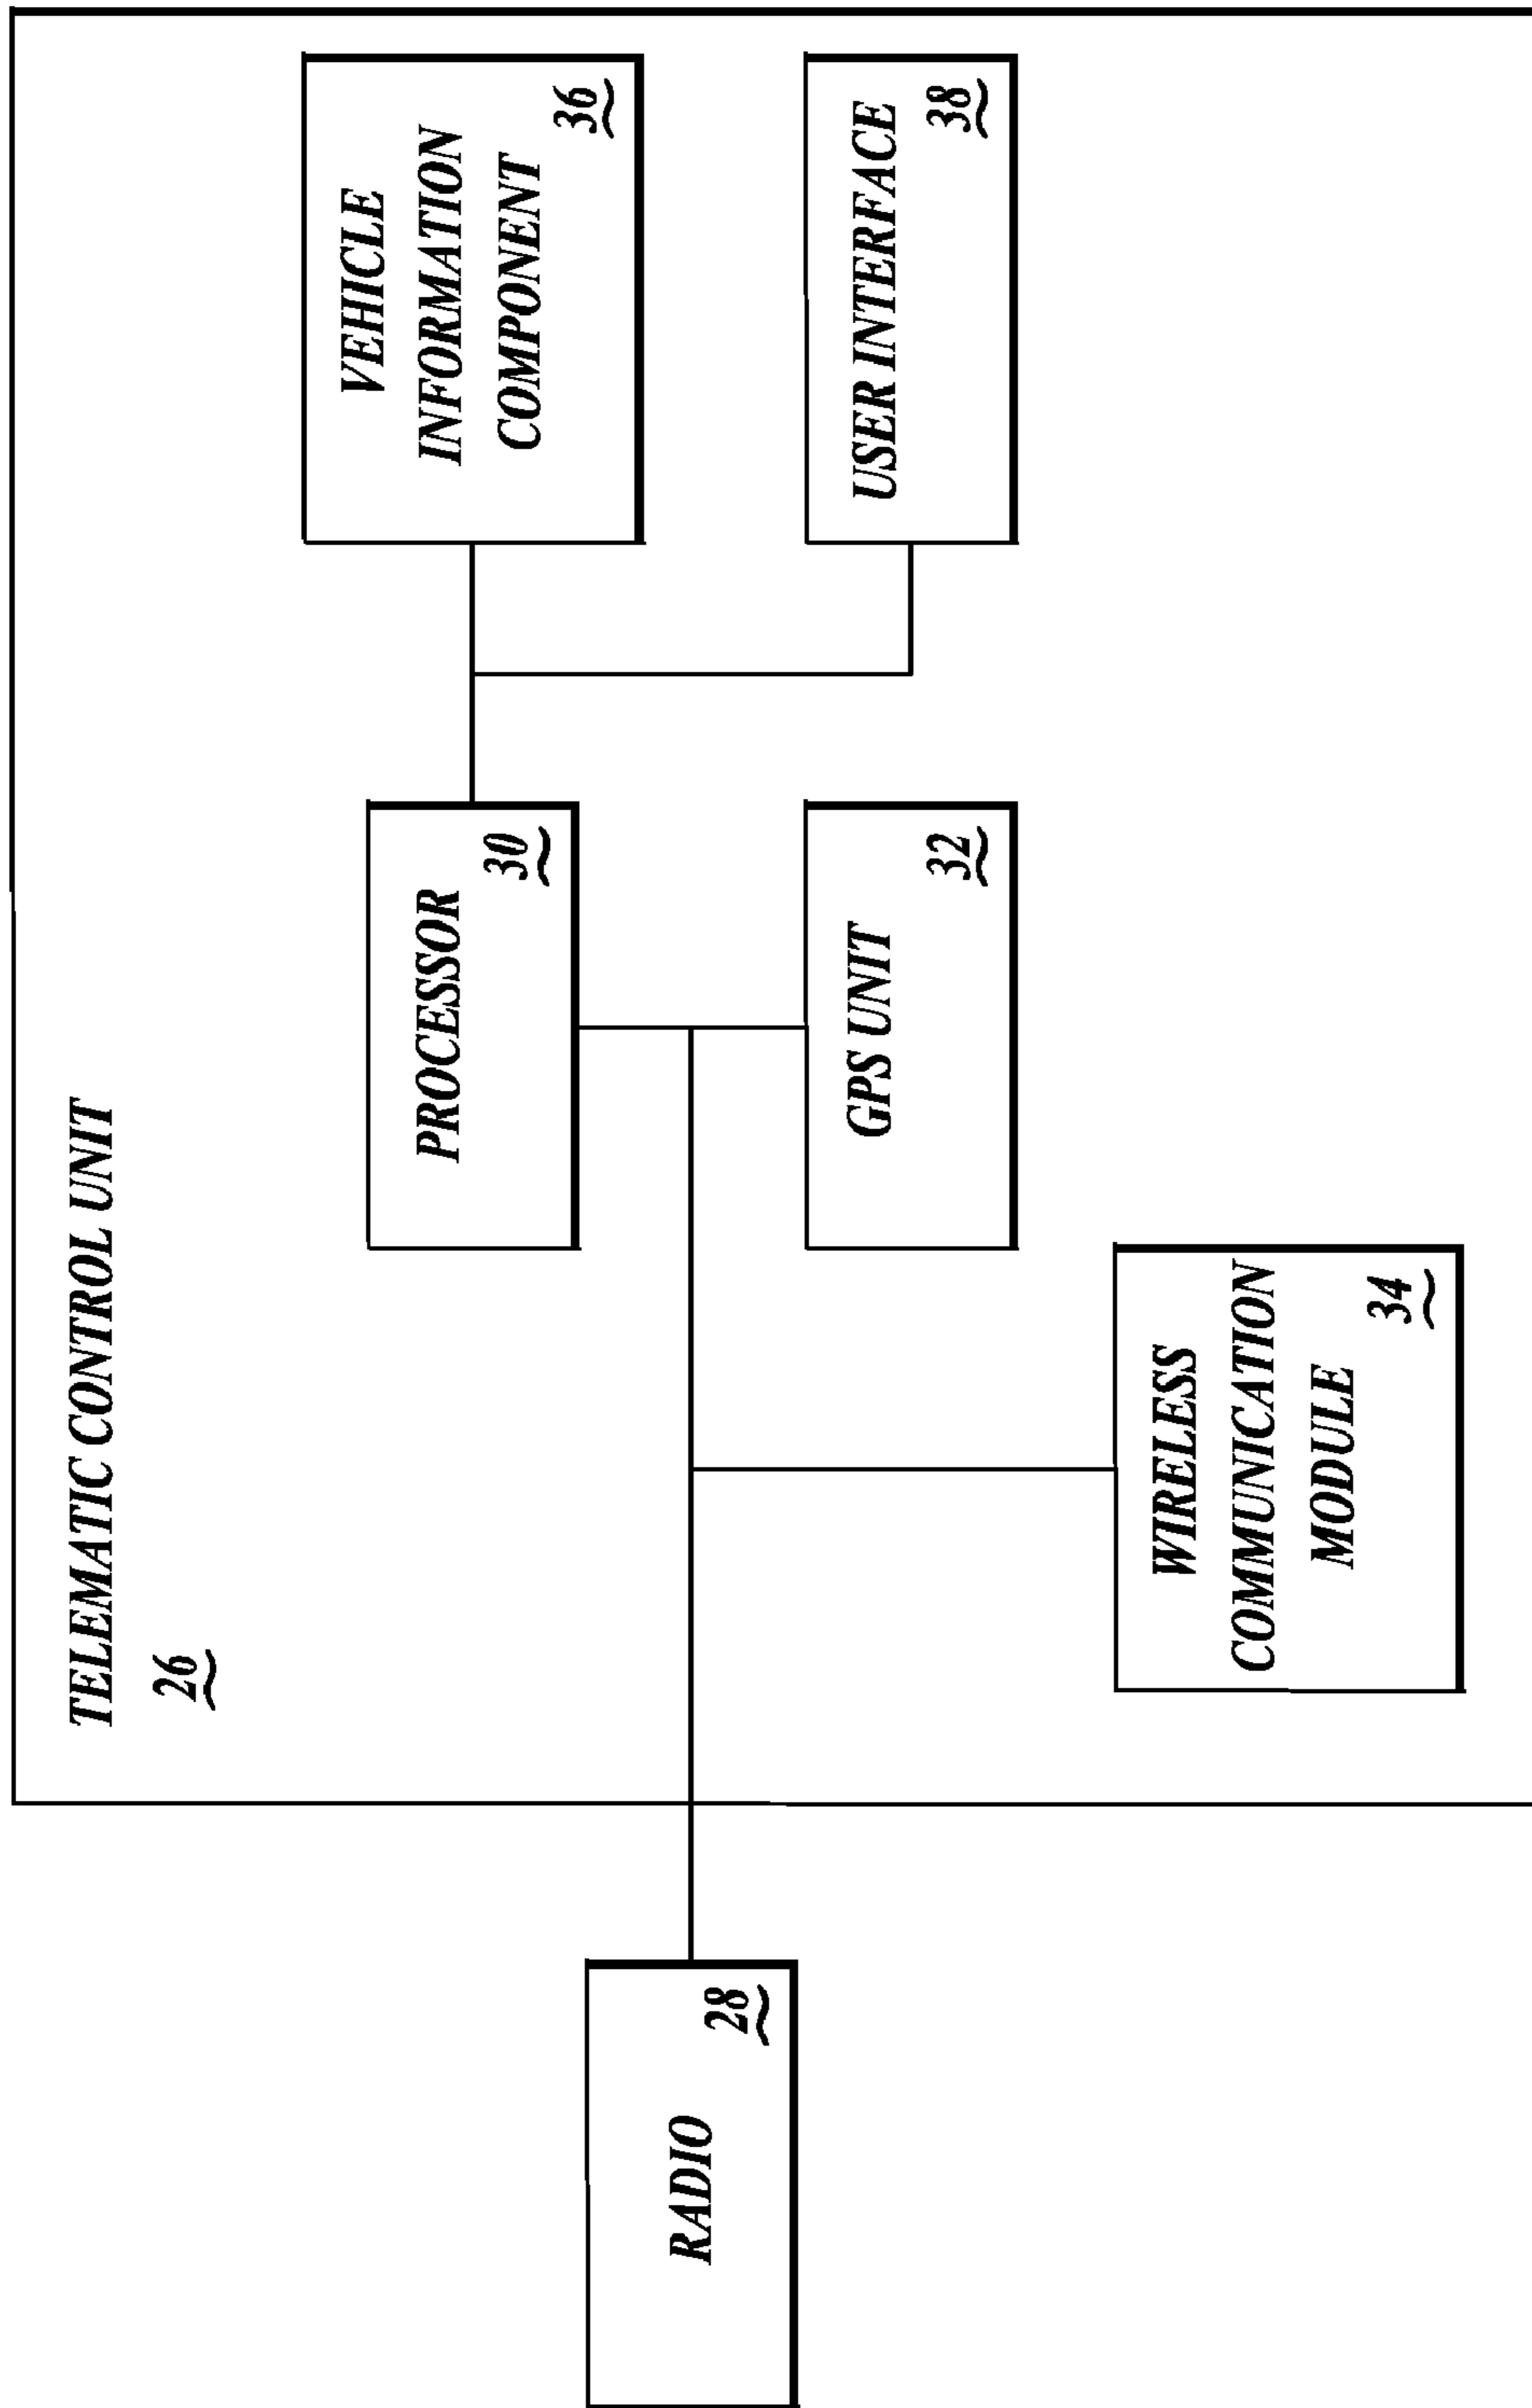 TELEMATIC CONTROL UNIT
26
VEHICLE
INFORMATION
COMPONENT
36
PROCESSOR
30
RADIO
28
GPS UNIT
32
USER INTERFACE
38
WIRELESS
COMMUNICATION
MODULE
34